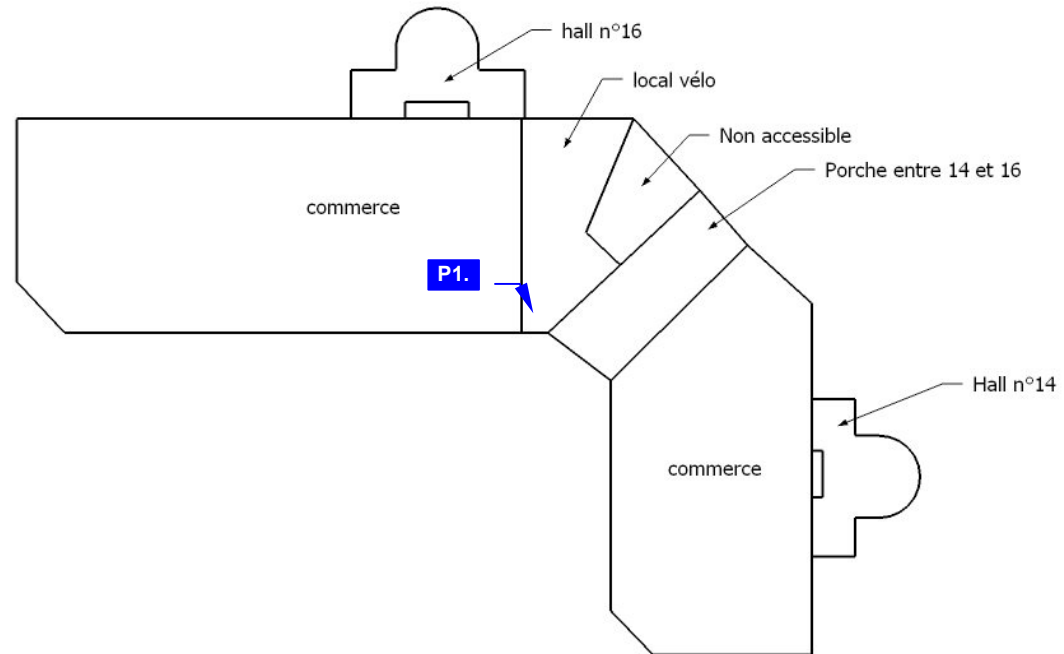 hall n°16
local vélo
Non accessible
Porche entre 14 et 16
commerce
P1.
Hall n°14
commerce